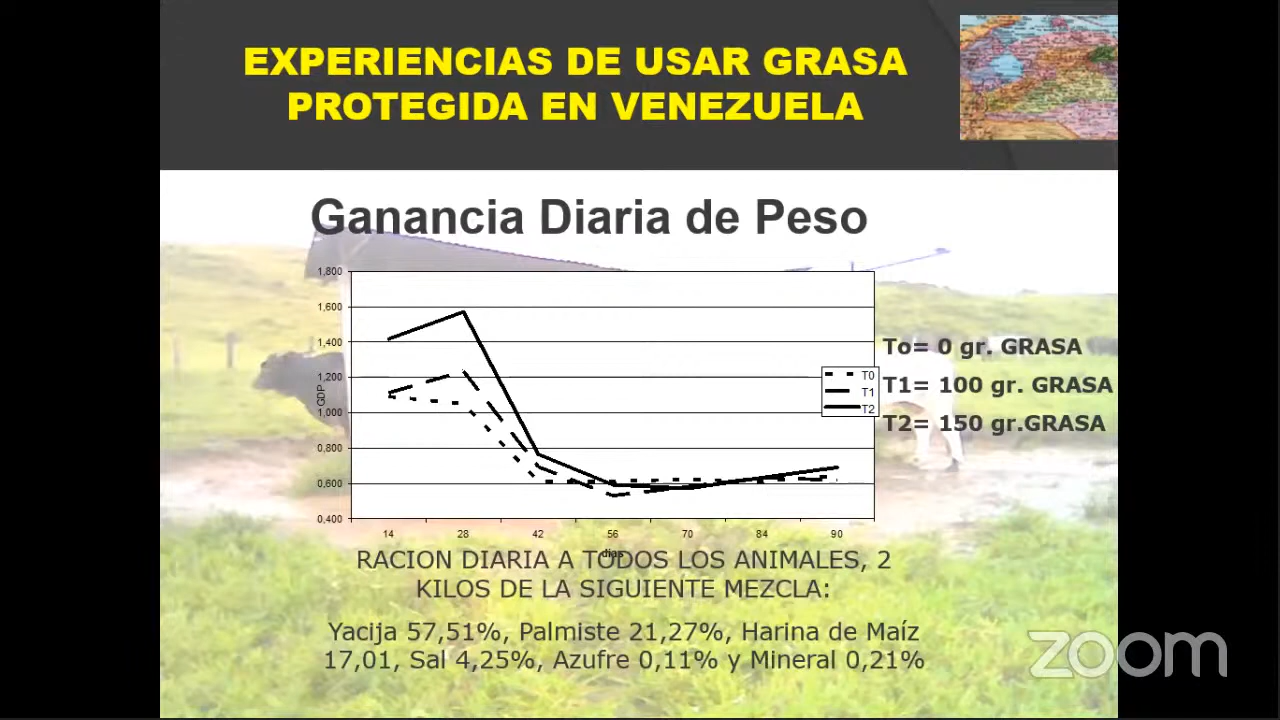 EXPERIENCIAS DE USAR GRASA
PROTEGIDA EN VENEZUELA
Ganancia Diaria de Peso
1,800
1,600
1,400
1,200
1,000
0,800
0,600
0,400
GDP
14 28 42 56 70 84 90
dias
T0
T1
T2
To= 0 gr. GRASA
T1= 100 gr. GRASA
T2= 150 gr.GRASA
RACION DIARIA A TODOS LOS ANIMALES, 2
KILOS DE LA SIGUIENTE MEZCLA:
Yacija 57,51%, Palmiste 21,27%, Harina de Maíz
17,01, Sal 4,25%, Azufre 0,11% y Mineral 0,21%
zoom